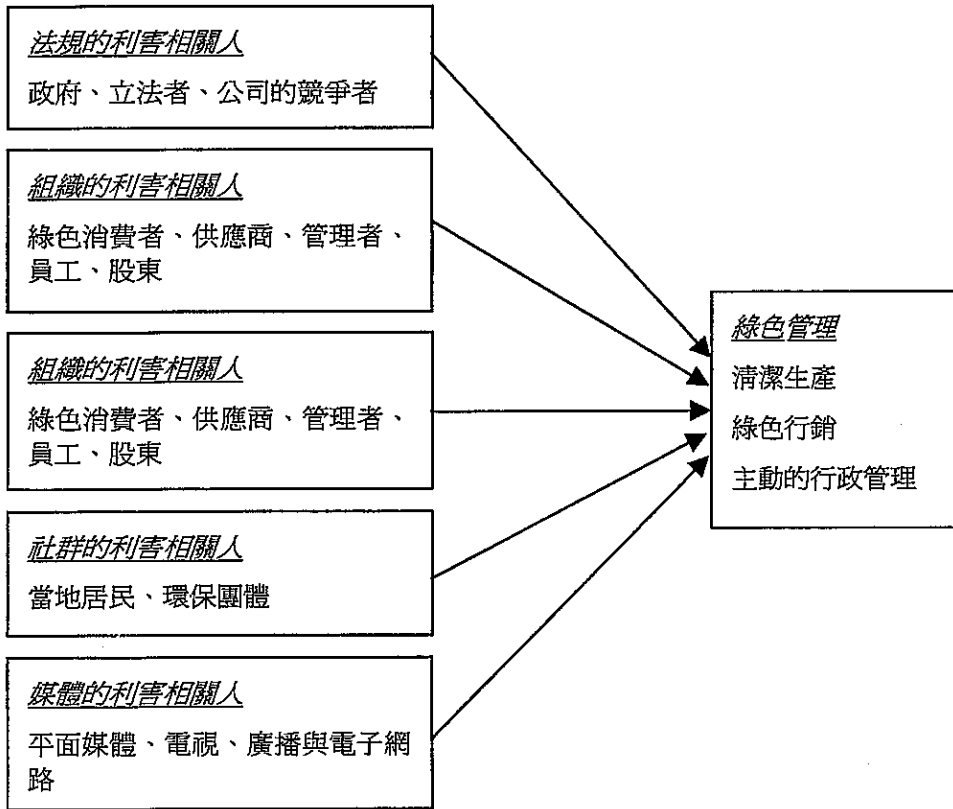 法規的利害相關人
政府、立法者、公司的競爭者
組織的利害相關人
綠色消費者、供應商、管理者、
員工、股東
組織的利害相關人
綠色消費者、供應商、管理者、
員工、股東
社群的利害相關人
當地居民、環保團體
媒體的利害相關人
平面媒體、電視、廣播與電子網
路
綠色管理
清潔生產
綠色行銷
主動的行政管理